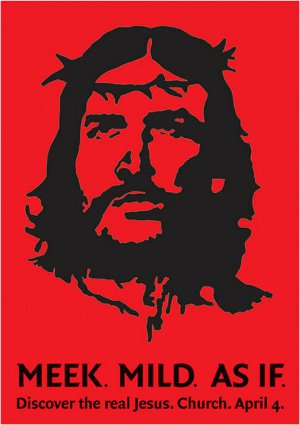 MEEK. MILD. AS IF.
Discover the real Jesus. Church. April 4.